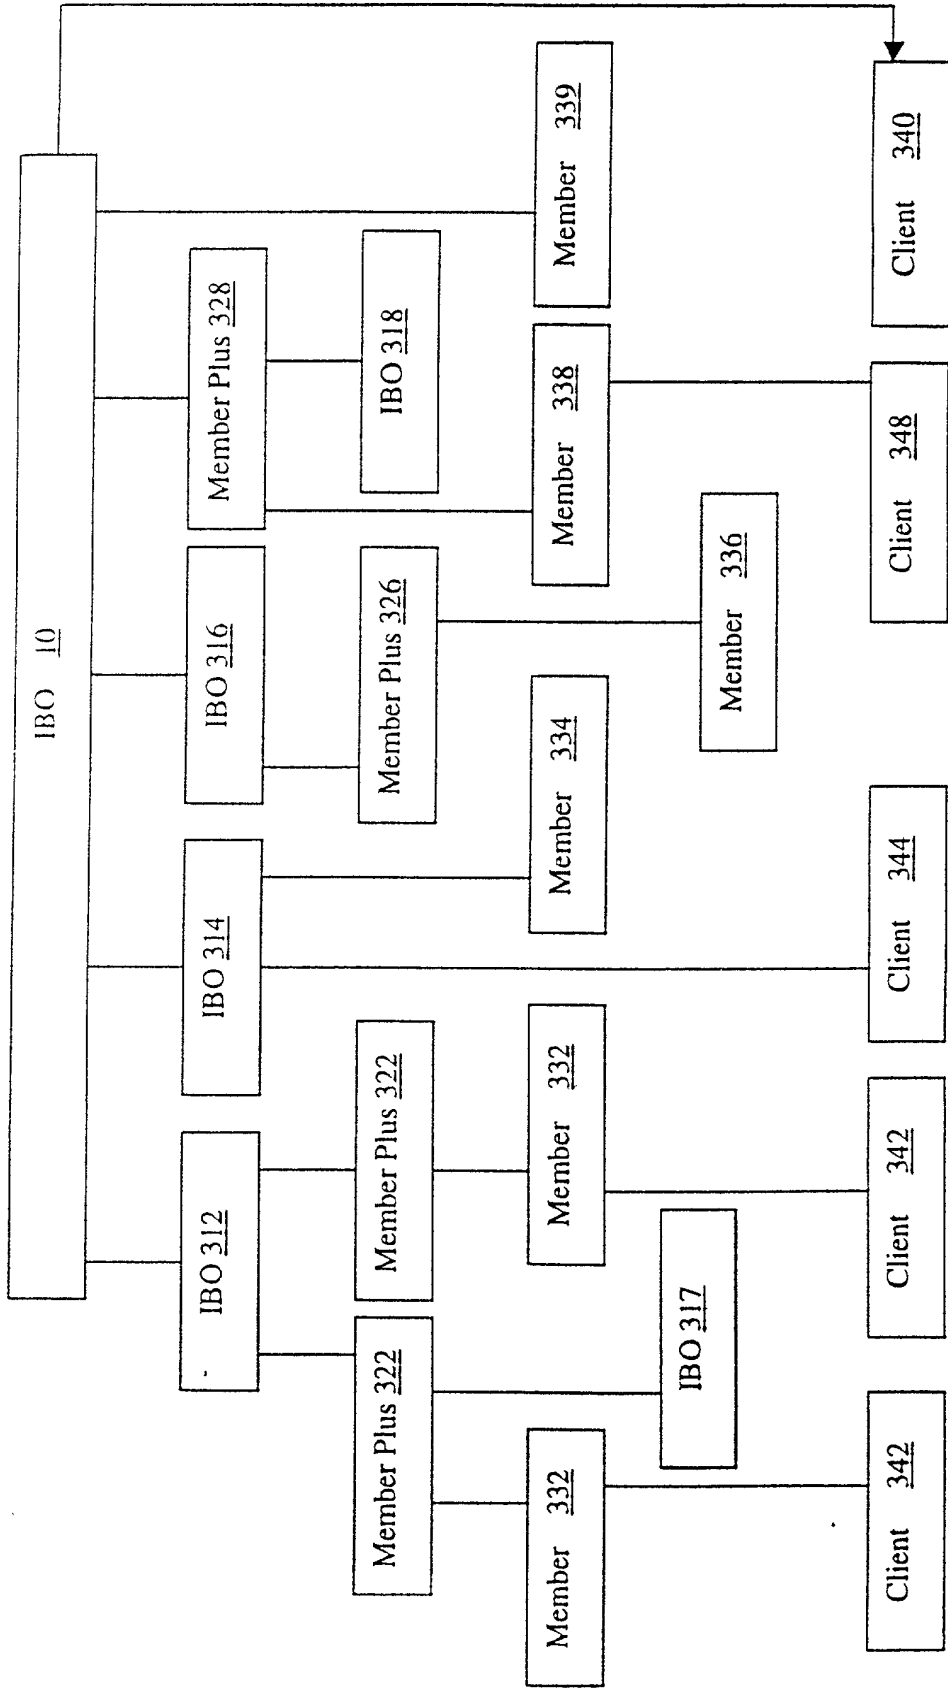 IBO 10
IBO 312
IBO 314
IBO 316
Member Plus 328
Member Plus 322
Member Plus 322
Member Plus 326
IBO 318
Member 332
Member 332
Member 334
Member 338
Member 339
IBO 317
Member 336
Client 342
Client 342
Client 344
Client 348
Client 340